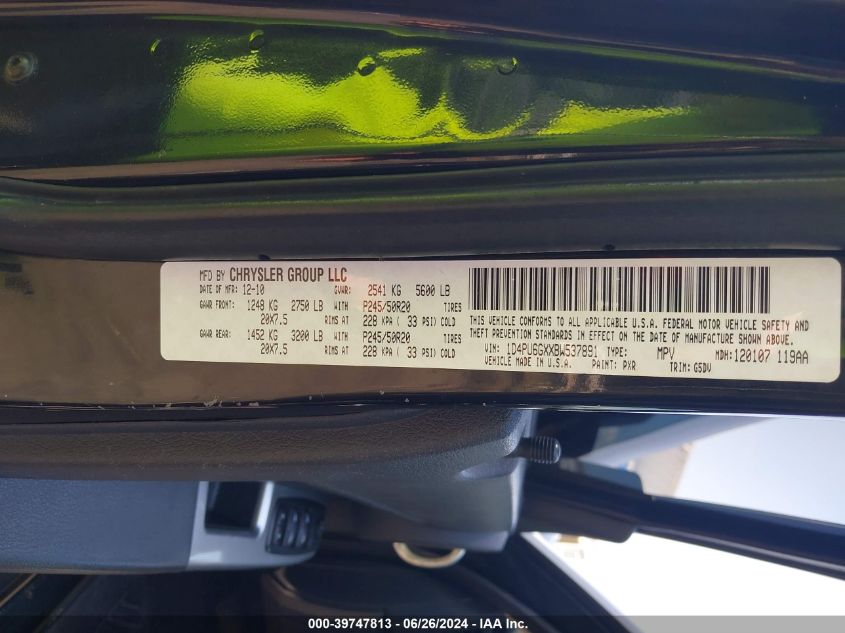 MFD BY CHRYSLER GROUP LLC
DATE OF MFR: 12-10 GVWR: 2541 KG 5600 LB
GAWR FRONT: 1248 KG 2750 LB WITH P245/50R20 TIRES
20X7.5 RIMS AT 228 KPA ( 33 PSI) COLD
GAWR REAR: 1452 KG 3200 LB WITH P245/50R20 TIRES
20X7.5 RIMS AT 228 KPA ( 33 PSI) COLD
THIS VEHICLE CONFORMS TO ALL APPLICABLE U.S.A. FEDERAL MOTOR VEHICLE SAFETY AND
THEFT PREVENTION STANDARDS IN EFFECT ON THE DATE OF MANUFACTURE SHOWN ABOVE.
VIN: 1D4PU6GXXBW537891 TYPE: MPV MDH: 120107 119AA
VEHICLE MADE IN U.S.A. PAINT: PXR TRIM: G5DV
000-39747813 - 06/26/2024 - IAA Inc.